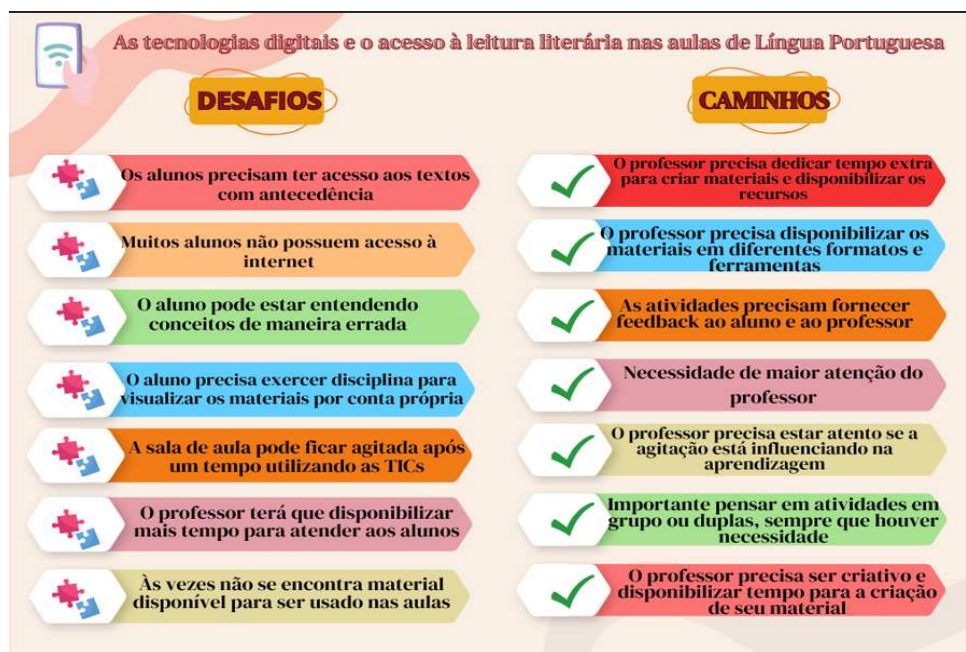 As tecnologias digitais e o acesso à leitura literária nas aulas de Língua Portuguesa
DESAFIOS
Os alunos precisam ter acesso aos textos
com antecedência
Muitos alunos não possuem acesso à
internet
O aluno pode estar entendendo
conceitos de maneira errada
O aluno precisa exercer disciplina para
visualizar os materiais por conta própria
A sala de aula pode ficar agitada após
um tempo utilizando as TICs
O professor terá que disponibilizar
mais tempo para atender aos alunos
Às vezes não se encontra material
disponível para ser usado nas aulas
CAMINHOS
O professor precisa dedicar tempo extra
para criar materiais e disponibilizar os
recursos
O professor precisa disponibilizar os
materiais em diferentes formatos e
ferramentas
As atividades precisam fornecer
feedback ao aluno e ao professor
Necessidade de maior atenção do
professor
O professor precisa estar atento se a
agitação está influenciando na
aprendizagem
Importante pensar em atividades em
grupo ou duplas, sempre que houver
necessidade
O professor precisa ser criativo e
disponibilizar tempo para a criação
de seu material